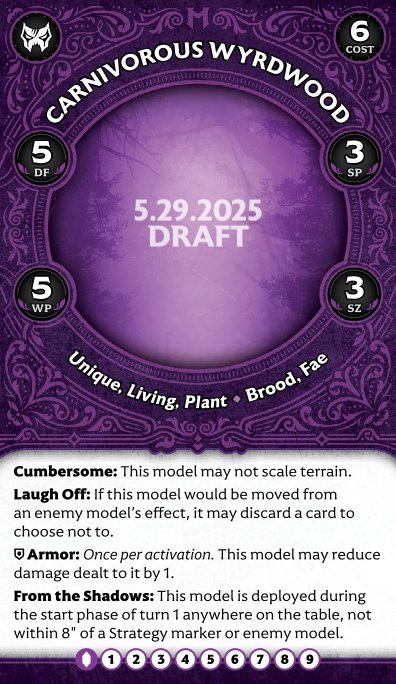 CARNIVOROUS WYRDWOOD
6
COST
5
DF
3
SP
5.29.2025
DRAFT
5
WP
3
SZ
Unique, Living, Plant ◆ Brood, Fae
Cumbersome: This model may not scale terrain.
Laugh Off: If this model would be moved from
an enemy model's effect, it may discard a card to
choose not to.
Armor: Once per activation. This model may reduce
damage dealt to it by 1.
From the Shadows: This model is deployed during
the start phase of turn 1 anywhere on the table, not
within 8" of a Strategy marker or enemy model.
1 2 3 4 5 6 7 8 9